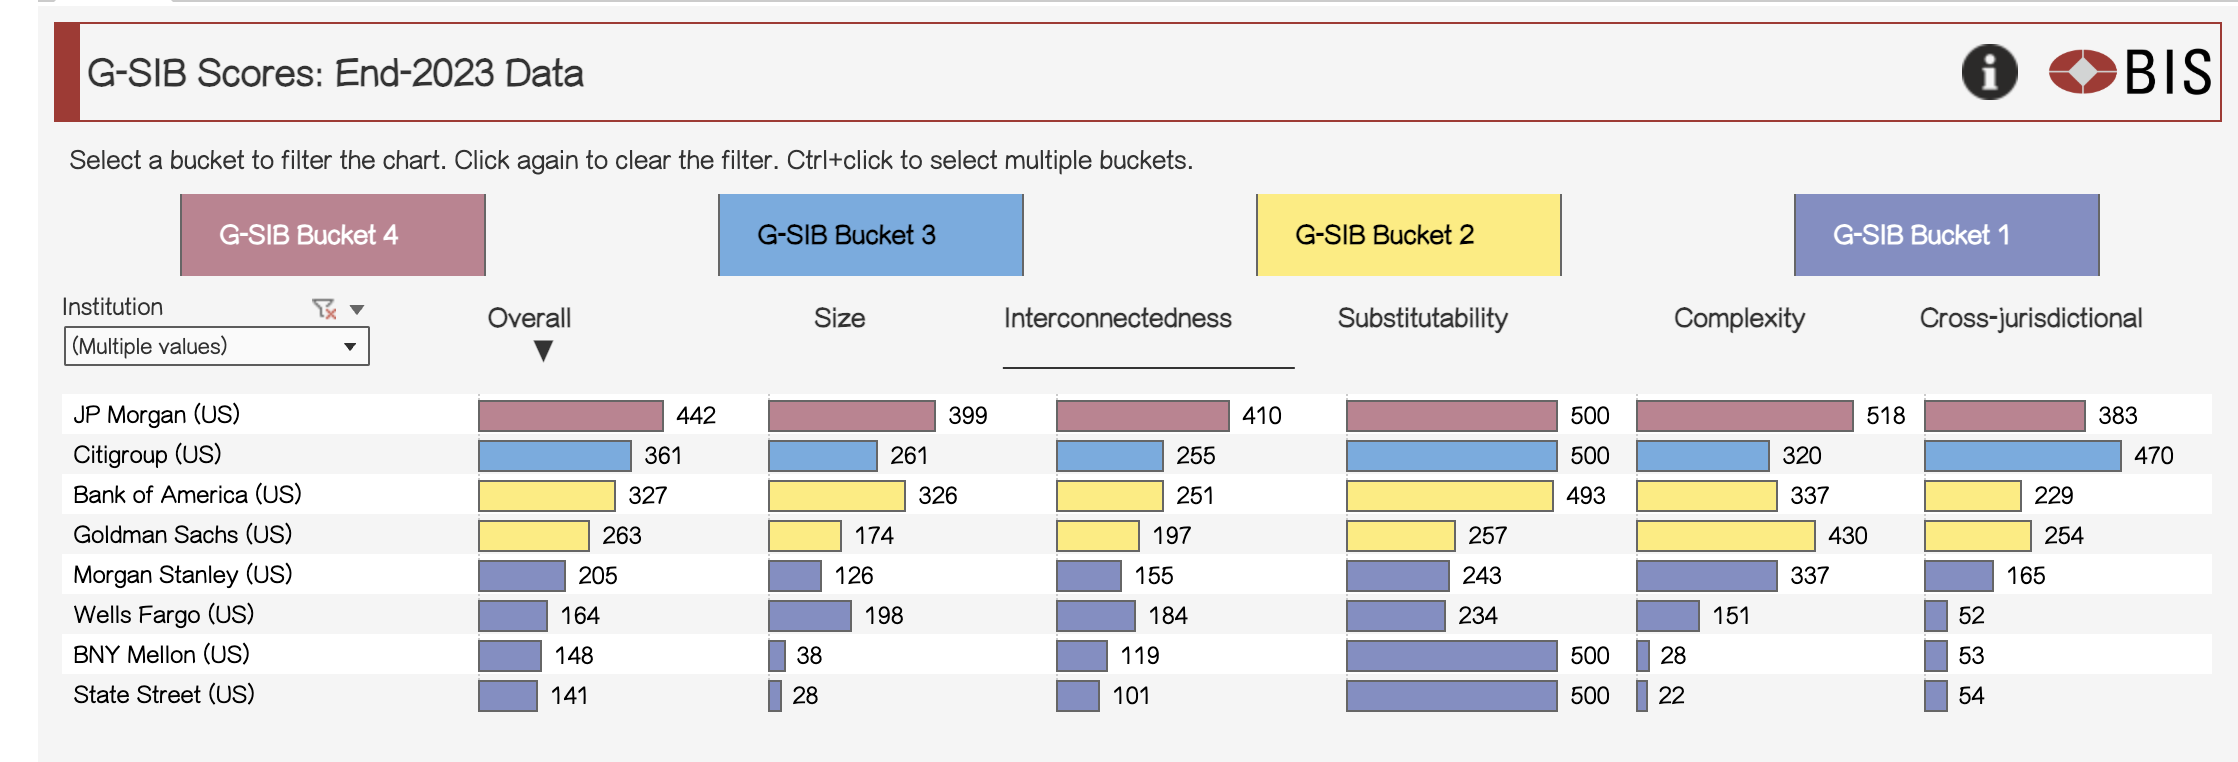 G-SIB Scores: End-2023 Data
i BIS
Select a bucket to filter the chart. Click again to clear the filter. Ctrl+click to select multiple buckets.
G-SIB Bucket 4 G-SIB Bucket 3 G-SIB Bucket 2 G-SIB Bucket 1
Institution
(Multiple values)
Overall Size Interconnectedness Substitutability Complexity Cross-jurisdictional
JP Morgan (US) 442 399 410 500 518 383
Citigroup (US) 361 261 255 500 320 470
Bank of America (US) 327 326 251 493 337 229
Goldman Sachs (US) 263 174 197 257 430 254
Morgan Stanley (US) 205 126 155 243 337 165
Wells Fargo (US) 164 198 184 234 151 52
BNY Mellon (US) 148 38 119 500 28 53
State Street (US) 141 28 101 500 22 54